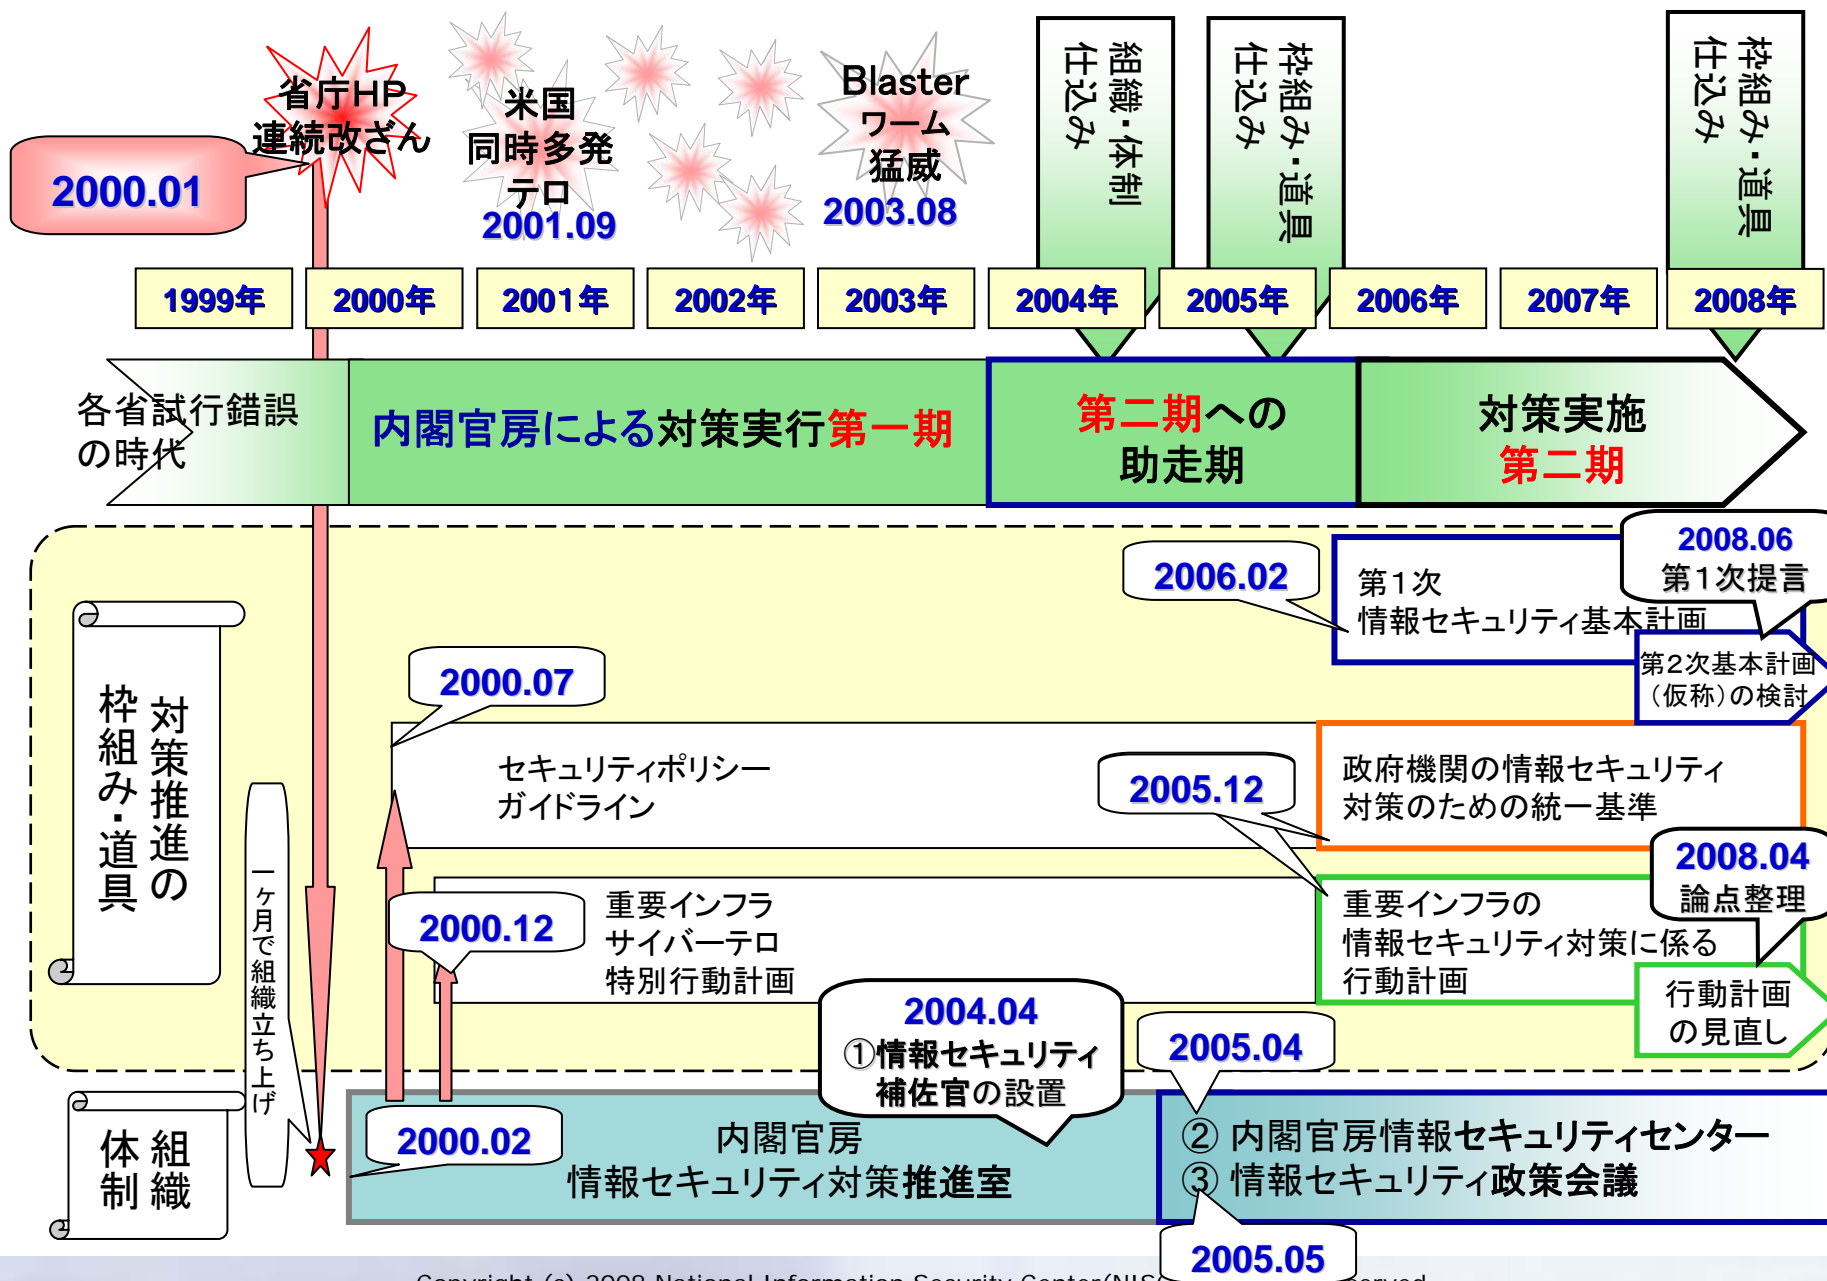 省庁HP
連続改ざん
2000.01
米国
同時多発
テロ
2001.09
Blaster
ワーム
猛威
2003.08
組織・体制
仕込み
枠組み・道具
仕込み
枠組み・道具
仕込み
1999年
2000年
2001年
2002年
2003年
2004年
2005年
2006年
2007年
2008年
各省試行錯誤
の時代
内閣官房による対策実行第一期
第二期への
助走期
対策実施
第二期
対策推進の
枠組み・道具
2006.02
第1次
情報セキュリティ基本計画
2008.06
第1次提言
第2次基本計画
(仮称)の検討
2000.07
セキュリティポリシー
ガイドライン
2005.12
政府機関の情報セキュリティ
対策のための統一基準
2000.12
重要インフラ
サイバーテロ
特別行動計画
重要インフラの
情報セキュリティ対策に係る
行動計画
2008.04
論点整理
行動計画
の見直し
一ヶ月で組織立ち上げ
組織
体制
2000.02
内閣官房
情報セキュリティ対策推進室
2004.04
①情報セキュリティ
補佐官の設置
2005.04
② 内閣官房情報セキュリティセンター
③ 情報セキュリティ政策会議
2005.05
Copyright (c) 2008 National Information Security Center(NIS